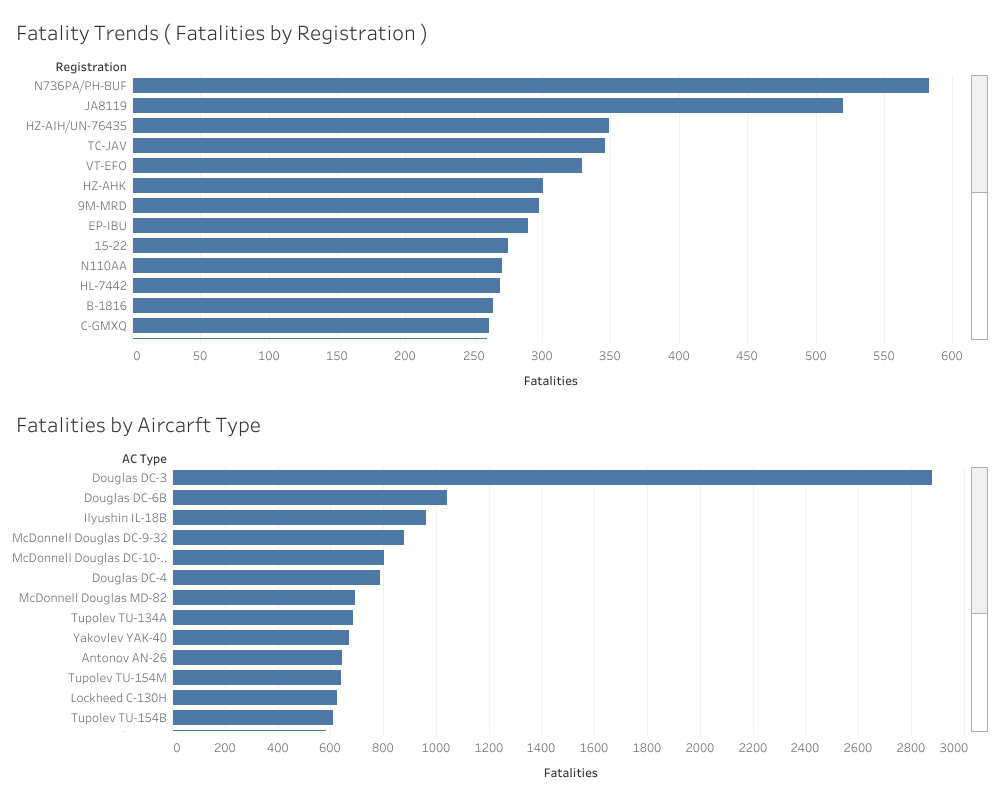 Fatality Trends ( Fatalities by Registration )
Registration
N736PA/PH-BUF
JA8119
HZ-AIH/UN-76435
TC-JAV
VT-EFO
HZ-AHK
9M-MRD
EP-IBU
15-22
N110AA
HL-7442
B-1816
C-GMXQ
0 50 100 150 200 250 300 350 400 450 500 550 600
Fatalities
Fatalities by Aircarft Type
AC Type
Douglas DC-3
Douglas DC-6B
Ilyushin IL-18B
McDonnell Douglas DC-9-32
McDonnell Douglas DC-10-..
Douglas DC-4
McDonnell Douglas MD-82
Tupolev TU-134A
Yakovlev YAK-40
Antonov AN-26
Tupolev TU-154M
Lockheed C-130H
Tupolev TU-154B
0 200 400 600 800 1000 1200 1400 1600 1800 2000 2200 2400 2600 2800 3000
Fatalities